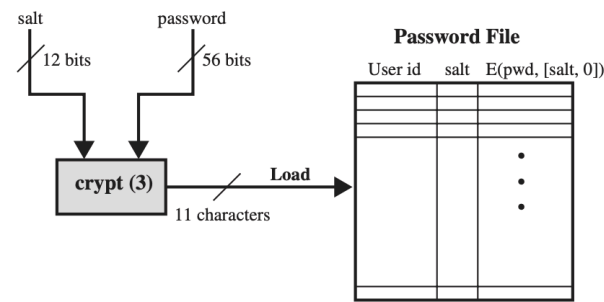 salt
password
12 bits
56 bits
Password File
User id salt E(pwd, [salt, 0])
crypt (3)
Load
11 characters